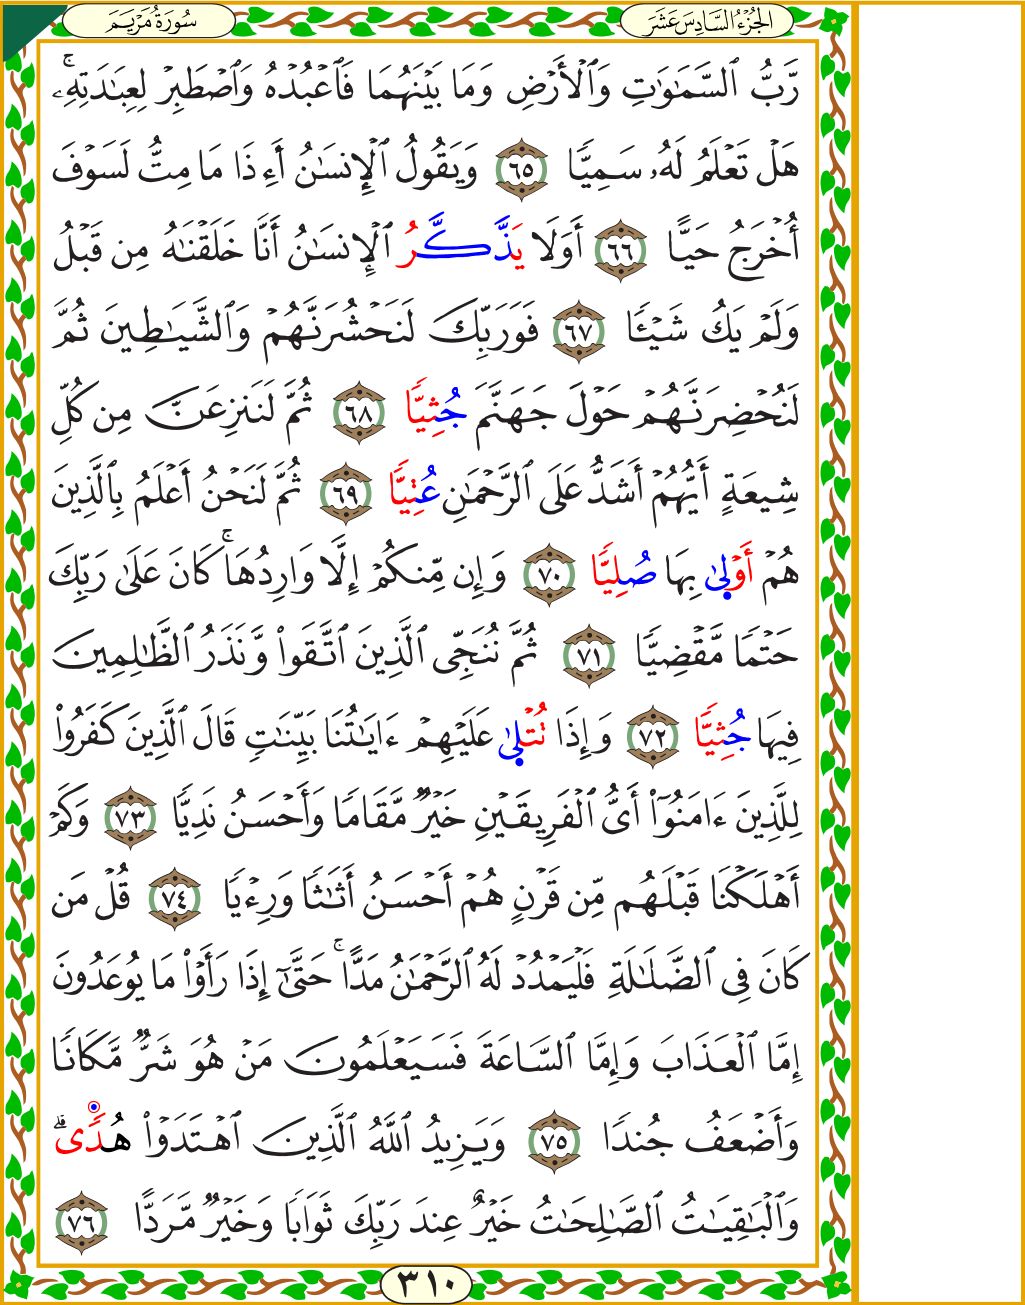 الجُزْءُ السَّادِسَ عَشَرَ
سُورَةُ مَرْيَمَ
رَّبُّ ٱلسَّمَٰوَٰتِ وَٱلۡأَرۡضِ وَمَا بَيۡنَهُمَا فَٱعۡبُدۡهُ وَٱصۡطَبِرۡ لِعِبَٰدَتِهِۦۚ
هَلۡ تَعۡلَمُ لَهُۥ سَمِيّٗا ٦٥ وَيَقُولُ ٱلۡإِنسَٰنُ أَءِذَا مَا مِتُّ لَسَوۡفَ
أُخۡرَجُ حَيًّا ٦٦ أَوَلَا يَذَّكَّرُ ٱلۡإِنسَٰنُ أَنَّا خَلَقۡنَٰهُ مِن قَبۡلُ
وَلَمۡ يَكُ شَيۡـٔٗا ٦٧ فَوَرَبِّكَ لَنَحۡشُرَنَّهُمۡ وَٱلشَّيَٰطِينَ ثُمَّ
لَنُحۡضِرَنَّهُمۡ حَوۡلَ جَهَنَّمَ جُثِيّٗا ٦٨ ثُمَّ لَنَنزِعَنَّ مِن كُلِّ
شِيعَةٍ أَيُّهُمۡ أَشَدُّ عَلَى ٱلرَّحۡمَٰنِ عُتِيّٗا ٦٩ ثُمَّ لَنَحۡنُ أَعۡلَمُ بِٱلَّذِينَ
هُمۡ أَوۡلىٰ بِهَا صُلِيّٗا ٧٠ وَإِن مِّنكُمۡ إِلَّا وَارِدُهَاۚ كَانَ عَلَىٰ رَبِّكَ
حَتۡمٗا مَّقۡضِيّٗا ٧١ ثُمَّ نُنَجِّي ٱلَّذِينَ ٱتَّقَواْ وَّنَذَرُ ٱلظَّٰلِمِينَ
فِيهَا جُثِيّٗا ٧٢ وَإِذَا تُتۡلىٰ عَلَيۡهِمۡ ءَايَٰتُنَا بَيِّنَٰتٖ قَالَ ٱلَّذِينَ كَفَرُواْ
لِلَّذِينَ ءَامَنُوٓاْ أَيُّ ٱلۡفَرِيقَيۡنِ خَيۡرٞ مَّقَامٗا وَأَحۡسَنُ نَدِيّٗا ٧٣ وَكَمۡ
أَهۡلَكۡنَا قَبۡلَهُم مِّن قَرۡنٍ هُمۡ أَحۡسَنُ أَثَٰثٗا وَرِءۡيٗا ٧٤ قُلۡ مَن
كَانَ فِي ٱلضَّلَٰلَةِ فَلۡيَمۡدُدۡ لَهُ ٱلرَّحۡمَٰنُ مَدًّاۚ حَتَّىٰٓ إِذَا رَأَوۡاْ مَا يُوعَدُونَ
إِمَّا ٱلۡعَذَابَ وَإِمَّا ٱلسَّاعَةَ فَسَيَعۡلَمُونَ مَنۡ هُوَ شَرّٞ مَّكَانٗا
وَأَضۡعَفُ جُندٗا ٧٥ وَيَزِيدُ ٱللَّهُ ٱلَّذِينَ ٱهۡتَدَوۡاْ هُدٗىۗ
وَٱلۡبَٰقِيَٰتُ ٱلصَّٰلِحَٰتُ خَيۡرٌ عِندَ رَبِّكَ ثَوَابٗا وَخَيۡرٞ مَّرَدًّا ٧٦
٣١٠